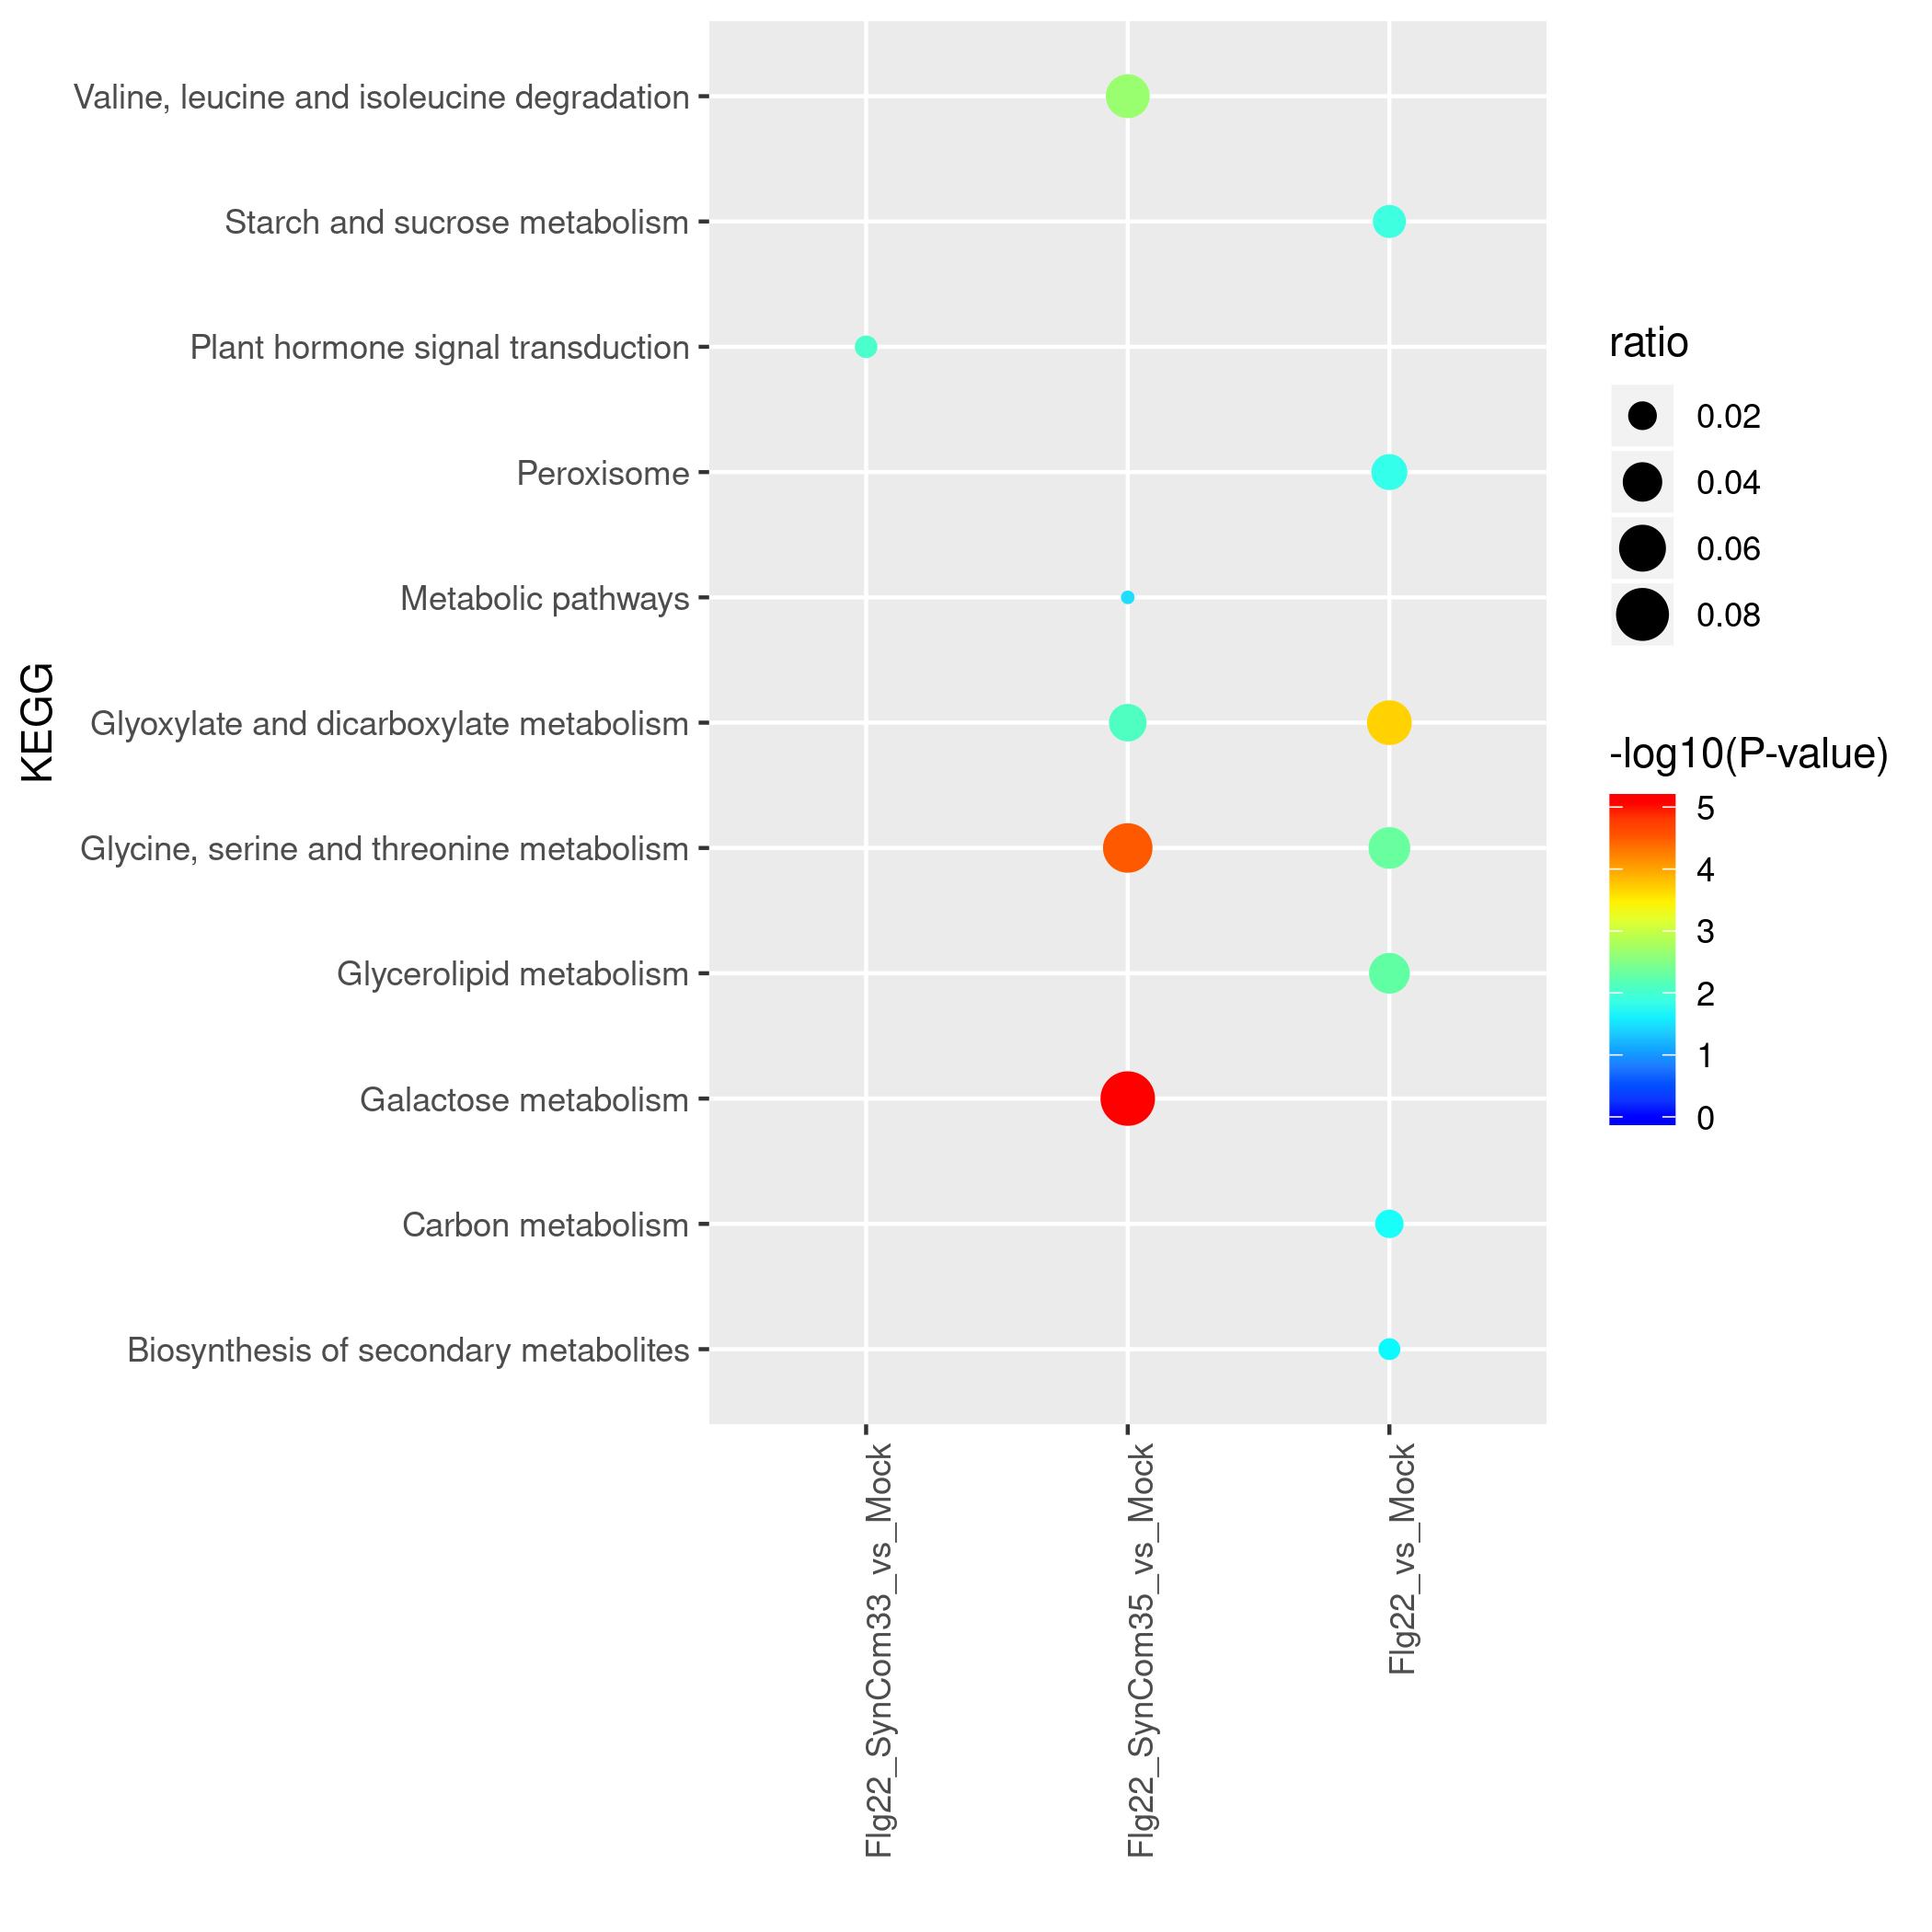 KEGG
Valine, leucine and isoleucine degradation
Starch and sucrose metabolism
Plant hormone signal transduction
Peroxisome
Metabolic pathways
Glyoxylate and dicarboxylate metabolism
Glycine, serine and threonine metabolism
Glycerolipid metabolism
Galactose metabolism
Carbon metabolism
Biosynthesis of secondary metabolites
Flg22_SynCom33_vs_Mock
Flg22_SynCom35_vs_Mock
Flg22_vs_Mock
ratio
0.02
0.04
0.06
0.08
-log10(P-value)
5
4
3
2
1
0